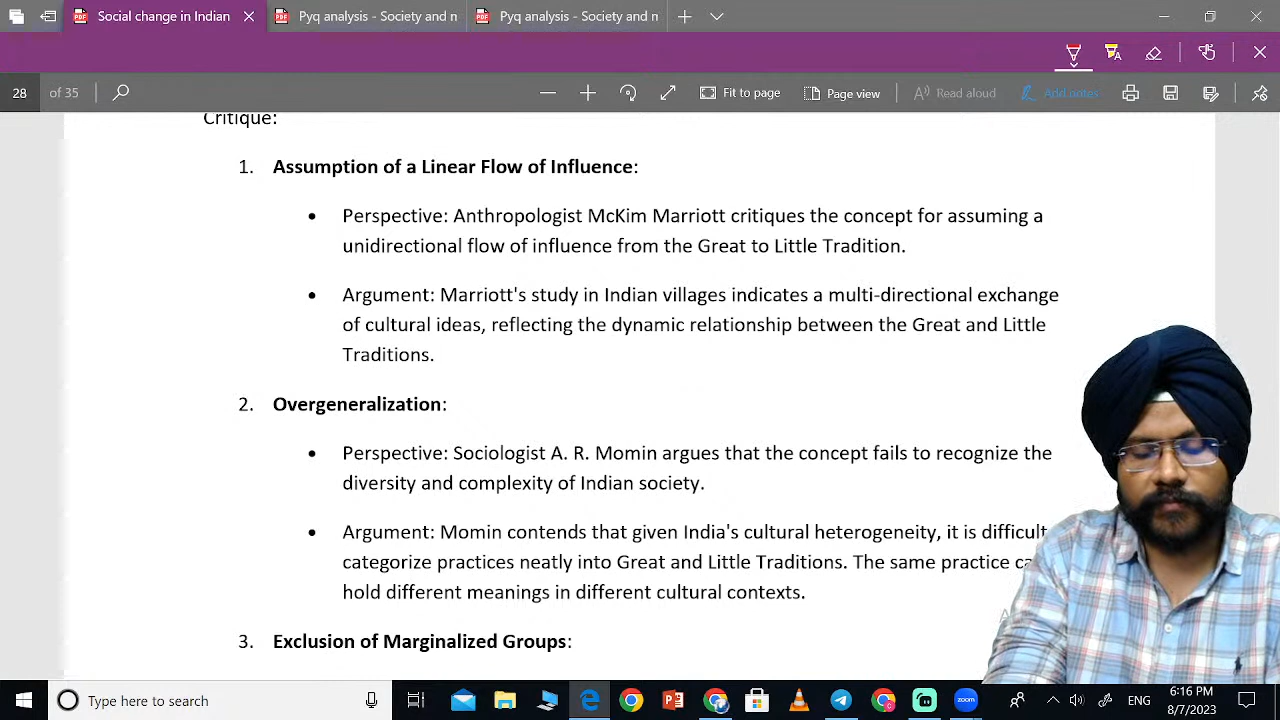 Social change in Indian
Pyq analysis - Society and n
Pyq analysis - Society and n
28 of 35
Fit to page
Page view
Read aloud
Add notes
Critique:
1. Assumption of a Linear Flow of Influence:
• Perspective: Anthropologist McKim Marriott critiques the concept for assuming a
unidirectional flow of influence from the Great to Little Tradition.
• Argument: Marriott's study in Indian villages indicates a multi-directional exchange
of cultural ideas, reflecting the dynamic relationship between the Great and Little
Traditions.
2. Overgeneralization:
• Perspective: Sociologist A. R. Momin argues that the concept fails to recognize the
diversity and complexity of Indian society.
• Argument: Momin contends that given India's cultural heterogeneity, it is difficult
categorize practices neatly into Great and Little Traditions. The same practice ca
hold different meanings in different cultural contexts.
3. Exclusion of Marginalized Groups:
Type here to search
zoom
ENG
6:16 PM
8/7/2023